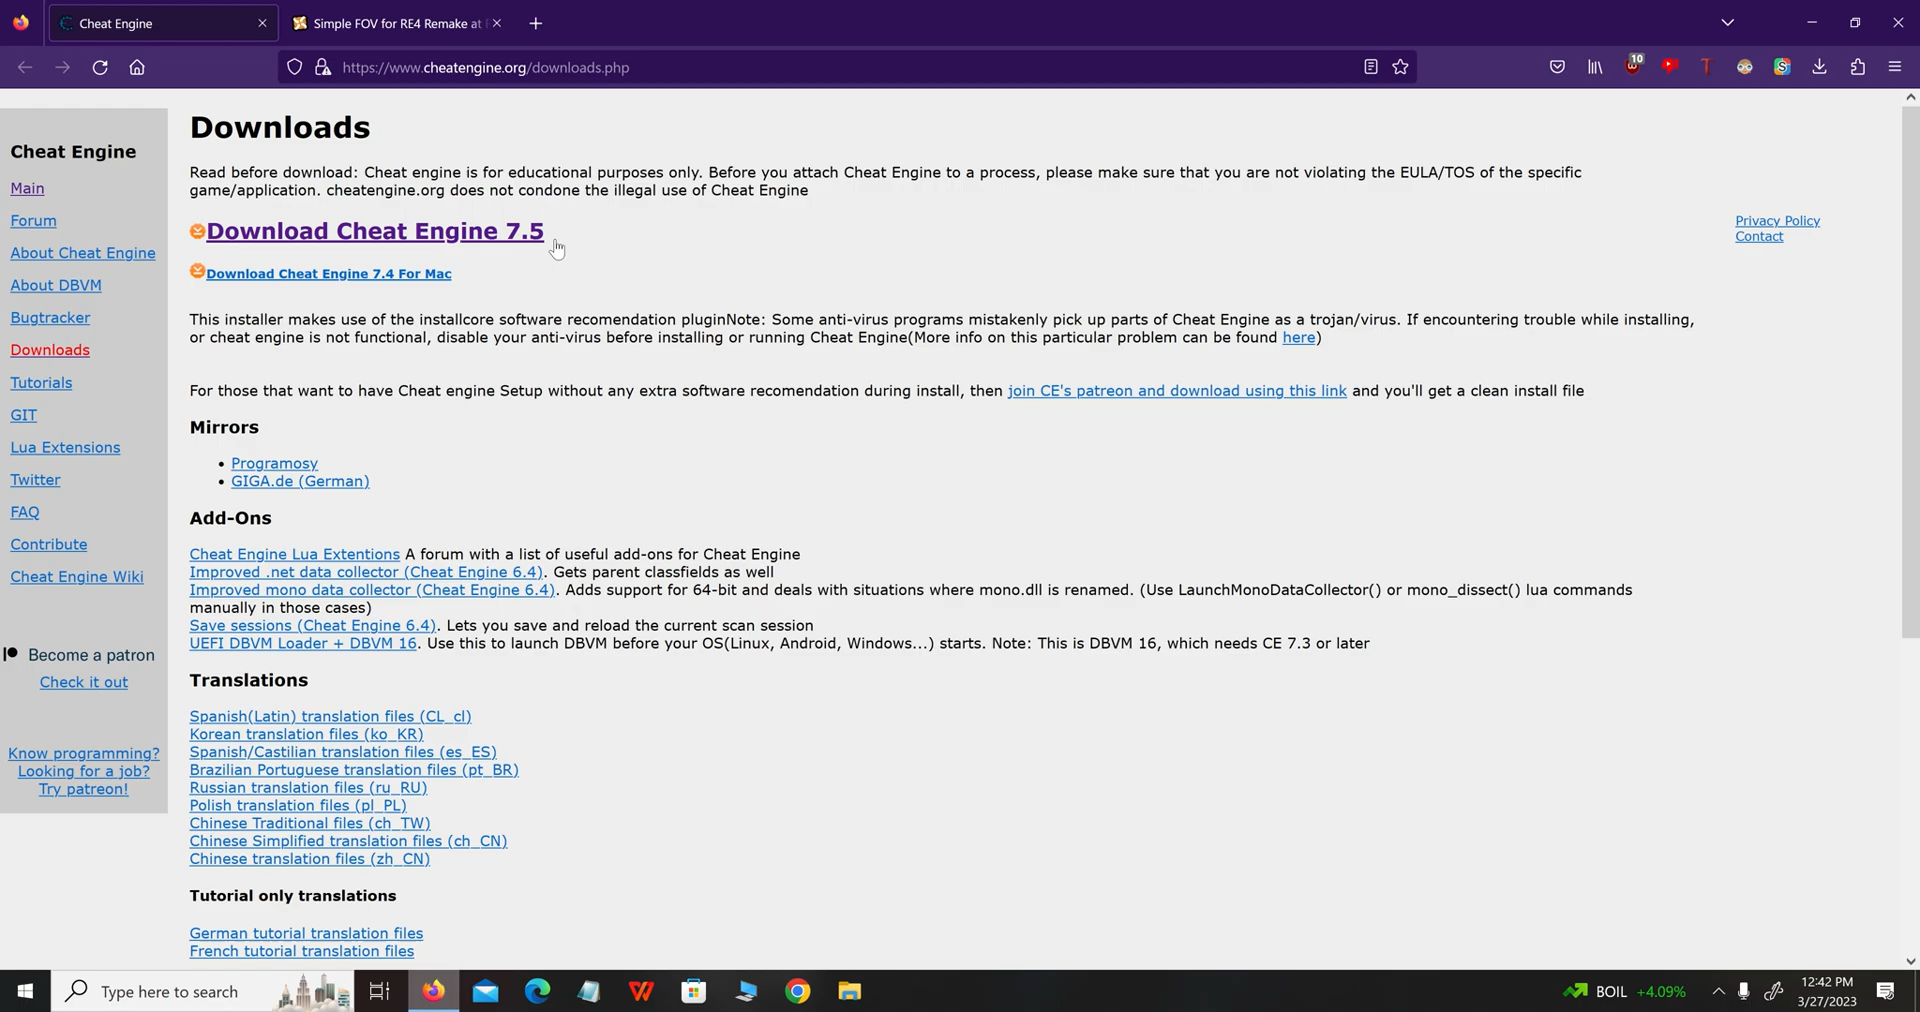 Cheat Engine
Simple FOV for RE4 Remake at
https://www.cheatengine.org/downloads.php
10
Cheat Engine
Main
Forum
About Cheat Engine
About DBVM
Bugtracker
Downloads
Tutorials
GIT
Lua Extensions
Twitter
FAQ
Contribute
Cheat Engine Wiki
Become a patron
Check it out
Know programming?
Looking for a job?
Try patreon!
Downloads
Read before download: Cheat engine is for educational purposes only. Before you attach Cheat Engine to a process, please make sure that you are not violating the EULA/TOS of the specific
game/application. cheatengine.org does not condone the illegal use of Cheat Engine
Download Cheat Engine 7.5
Download Cheat Engine 7.4 For Mac
This installer makes use of the installcore software recomendation pluginNote: Some anti-virus programs mistakenly pick up parts of Cheat Engine as a trojan/virus. If encountering trouble while installing,
or cheat engine is not functional, disable your anti-virus before installing or running Cheat Engine(More info on this particular problem can be found here)
For those that want to have Cheat engine Setup without any extra software recomendation during install, then join CE's patreon and download using this link and you'll get a clean install file
Mirrors
• Programosy
• GIGA.de (German)
Add-Ons
Cheat Engine Lua Extentions A forum with a list of useful add-ons for Cheat Engine
Improved .net data collector (Cheat Engine 6.4). Gets parent classfields as well
Improved mono data collector (Cheat Engine 6.4). Adds support for 64-bit and deals with situations where mono.dll is renamed. (Use LaunchMonoDataCollector() or mono_dissect() lua commands
manually in those cases)
Save sessions (Cheat Engine 6.4). Lets you save and reload the current scan session
UEFI DBVM Loader + DBVM 16. Use this to launch DBVM before your OS(Linux, Android, Windows...) starts. Note: This is DBVM 16, which needs CE 7.3 or later
Translations
Spanish(Latin) translation files (CL_cl)
Korean translation files (ko_KR)
Spanish/Castilian translation files (es_ES)
Brazilian Portuguese translation files (pt_BR)
Russian translation files (ru_RU)
Polish translation files (pl_PL)
Chinese Traditional files (ch_TW)
Chinese Simplified translation files (ch_CN)
Chinese translation files (zh_CN)
Tutorial only translations
German tutorial translation files
French tutorial translation files
Privacy Policy
Contact
Type here to search
BOIL +4.09%
12:42 PM
3/27/2023